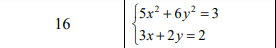 16
5x² + 6y² = 3
3x + 2y = 2